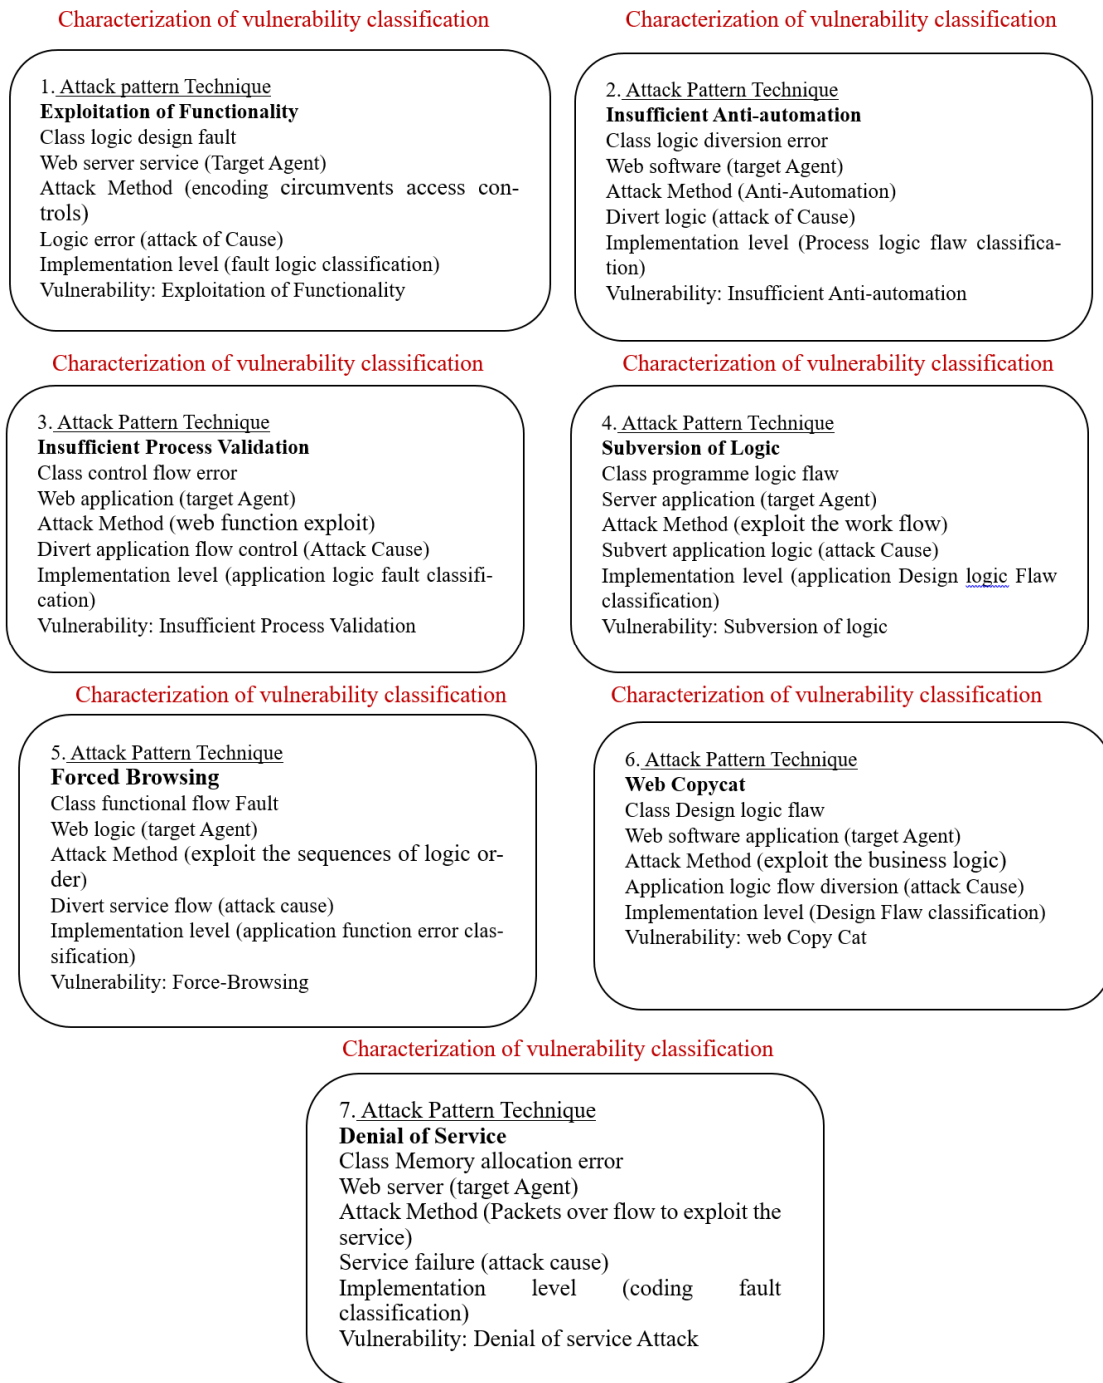 Characterization of vulnerability classification
1. Attack pattern Technique
Exploitation of Functionality
Class logic design fault
Web server service (Target Agent)
Attack Method (encoding circumvents access con-
trols)
Logic error (attack of Cause)
Implementation level (fault logic classification)
Vulnerability: Exploitation of Functionality
Characterization of vulnerability classification
2. Attack Pattern Technique
Insufficient Anti-automation
Class logic diversion error
Web software (target Agent)
Attack Method (Anti-Automation)
Divert logic (attack of Cause)
Implementation level (Process logic flaw classifica-
tion)
Vulnerability: Insufficient Anti-automation
Characterization of vulnerability classification
3. Attack Pattern Technique
Insufficient Process Validation
Class control flow error
Web application (target Agent)
Attack Method (web function exploit)
Divert application flow control (Attack Cause)
Implementation level (application logic fault classifi-
cation)
Vulnerability: Insufficient Process Validation
Characterization of vulnerability classification
4. Attack Pattern Technique
Subversion of Logic
Class programme logic flaw
Server application (target Agent)
Attack Method (exploit the work flow)
Subvert application logic (attack Cause)
Implementation level (application Design logic Flaw
classification)
Vulnerability: Subversion of logic
Characterization of vulnerability classification
5. Attack Pattern Technique
Forced Browsing
Class functional flow Fault
Web logic (target Agent)
Attack Method (exploit the sequences of logic or-
der)
Divert service flow (attack cause)
Implementation level (application function error clas-
sification)
Vulnerability: Force-Browsing
Characterization of vulnerability classification
6. Attack Pattern Technique
Web Copycat
Class Design logic flaw
Web software application (target Agent)
Attack Method (exploit the business logic)
Application logic flow diversion (attack Cause)
Implementation level (Design Flaw classification)
Vulnerability: web Copy Cat
Characterization of vulnerability classification
7. Attack Pattern Technique
Denial of Service
Class Memory allocation error
Web server (target Agent)
Attack Method (Packets over flow to exploit the
service)
Service failure (attack cause)
Implementation level (coding fault
classification)
Vulnerability: Denial of service Attack